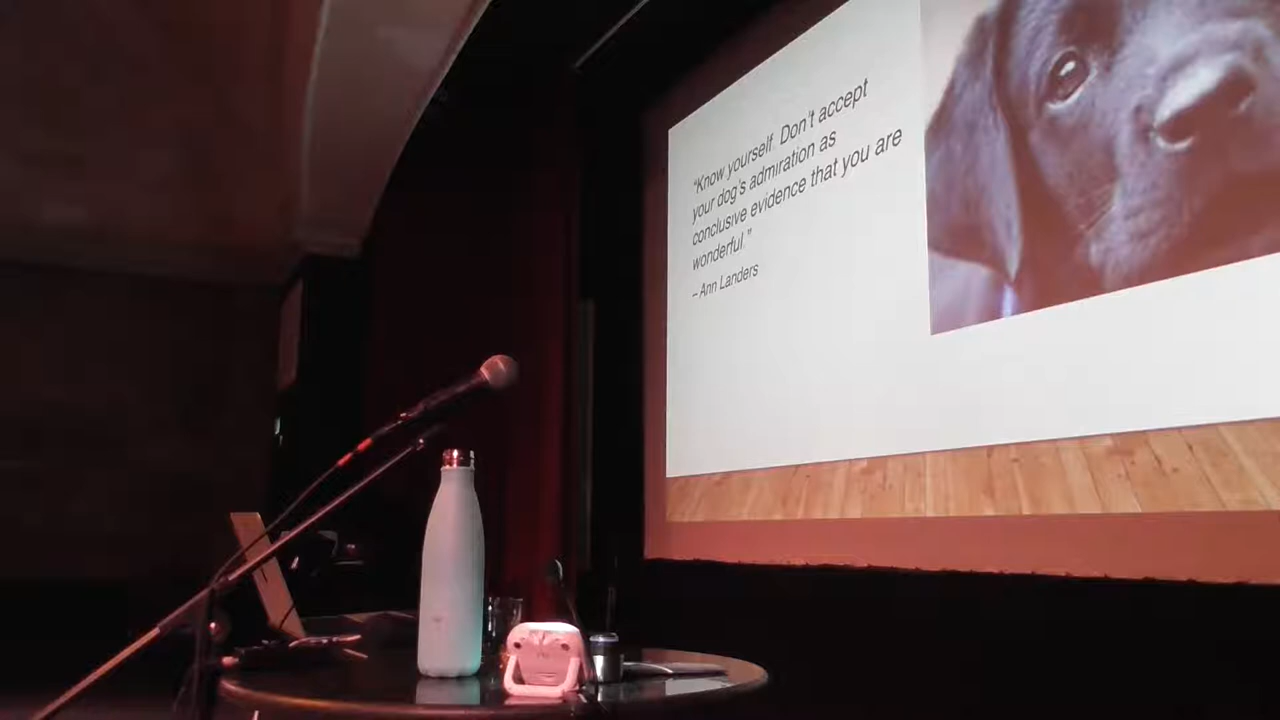 "Know yourself. Don't accept
your dog's admiration as
conclusive evidence that you are
wonderful."
– Ann Landers